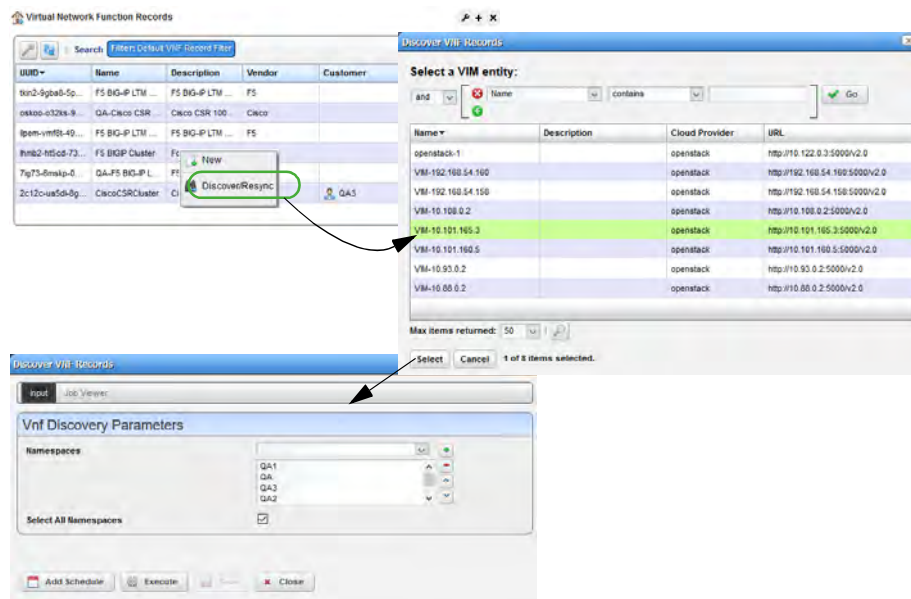 Virtual Network Function Records
Search Filter: Default VNF Record Filter
UUID Name Description Vendor Customer
F5 BIG-IP LTM ... F5 BIG-IP LTM ... F5
QA-Cisco CSR ... Cisco CSR 100... Cisco
F5 BIG-IP LTM ... F5 BIG-IP LTM ... F5
F5 BIGIP Cluster
QA-F5 BIG-IP L...
CiscoCSRCluster QA3
New
Discover/Resync
Discover VNF Records
Select a VIM entity:
and Name contains Go
Name Description Cloud Provider URL
openstack-1 openstack http://10.122.0.3:5000/v2.0
VIM-192.168.54.160 openstack http://192.168.54.160:5000/v2.0
VIM-192.168.54.158 openstack http://192.168.54.158:5000/v2.0
VIM-10.108.0.2 openstack http://10.108.0.2:5000/v2.0
VIM-10.101.165.3 openstack http://10.101.165.3:5000/v2.0
VIM-10.101.160.5 openstack http://10.101.160.5:5000/v2.0
VIM-10.93.0.2 openstack http://10.93.0.2:5000/v2.0
VIM-10.88.0.2 openstack http://10.88.0.2:5000/v2.0
Max items returned: 50
Select Cancel 1 of 8 items selected.
Discover VNF Records
Input Job Viewer
Vnf Discovery Parameters
Namespaces
QA1
QA
QA3
QA2
Select All Namespaces
Add Schedule Execute Close